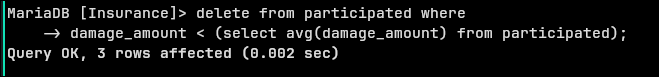 MariaDB [Insurance]> delete from participated where
    -> damage_amount < (select avg(damage_amount) from participated);
Query OK, 3 rows affected (0.002 sec)